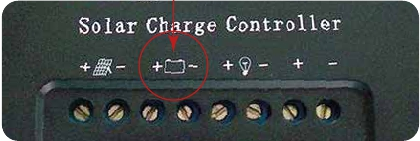 Solar Charge Controller
+ - + - + - + -